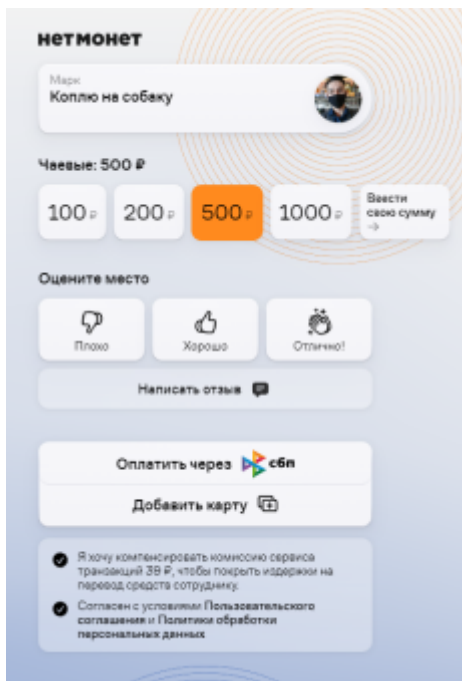 нетмонет
Марк
Коплю на собаку
Чаевые: 500 ₽
100 ₽ 200 ₽ 500 ₽ 1000 ₽ Ввести
свою сумму
→
Оцените место
Плохо Хорошо Отлично!
Написать отзыв
Оплатить через сбп
Добавить карту
Я хочу компенсировать комиссию сервиса
транзакций 39 ₽, чтобы покрыть издержки на
перевод средств сотруднику.
Согласен с условиями Пользовательского
соглашения и Политики обработки
персональных данных